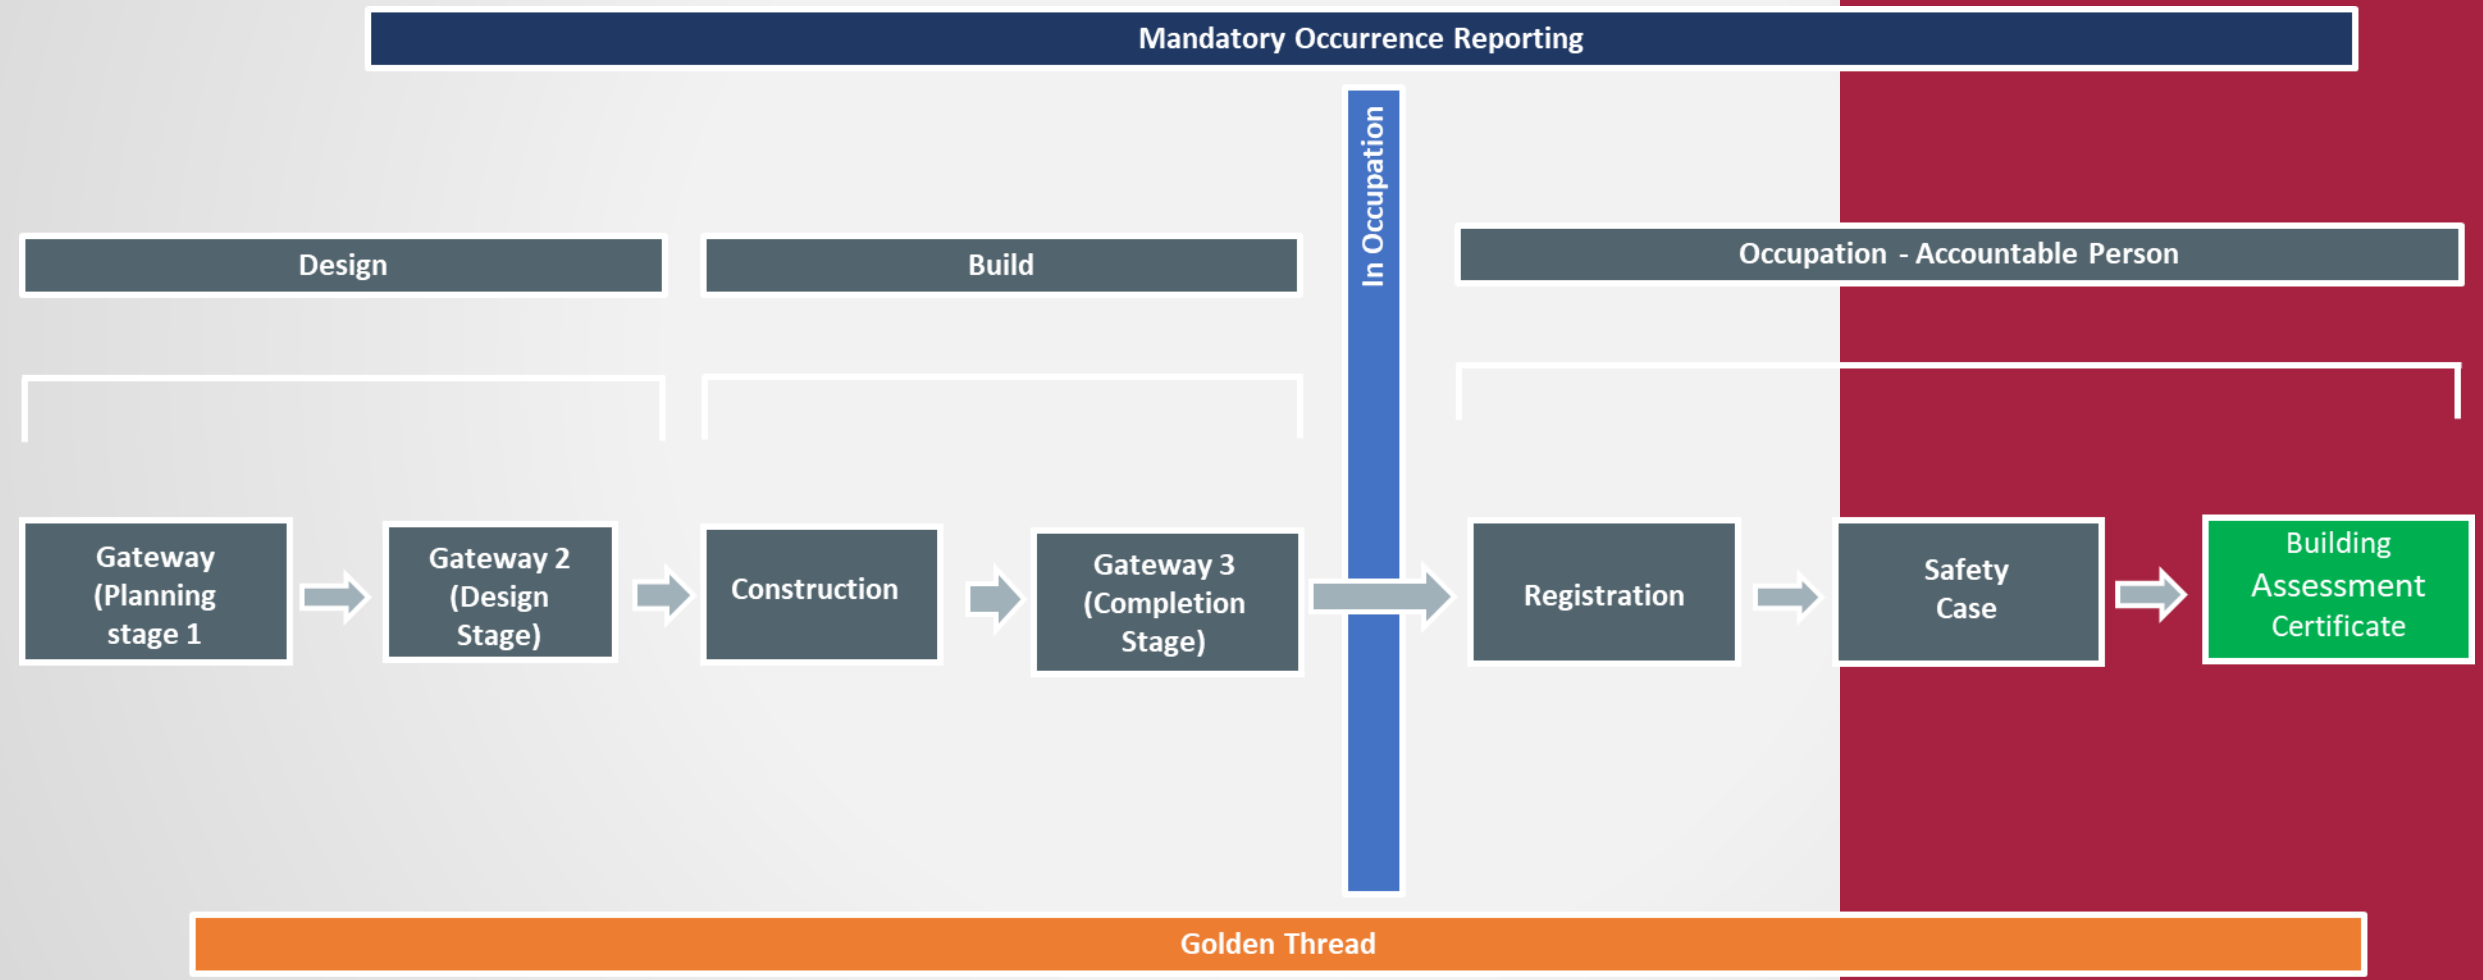 Mandatory Occurrence Reporting
In Occupation
Design
Build
Occupation - Accountable Person
Gateway
(Planning
stage 1
Gateway 2
(Design
Stage)
Construction
Gateway 3
(Completion
Stage)
Registration
Safety
Case
Building
Assessment
Certificate
Golden Thread